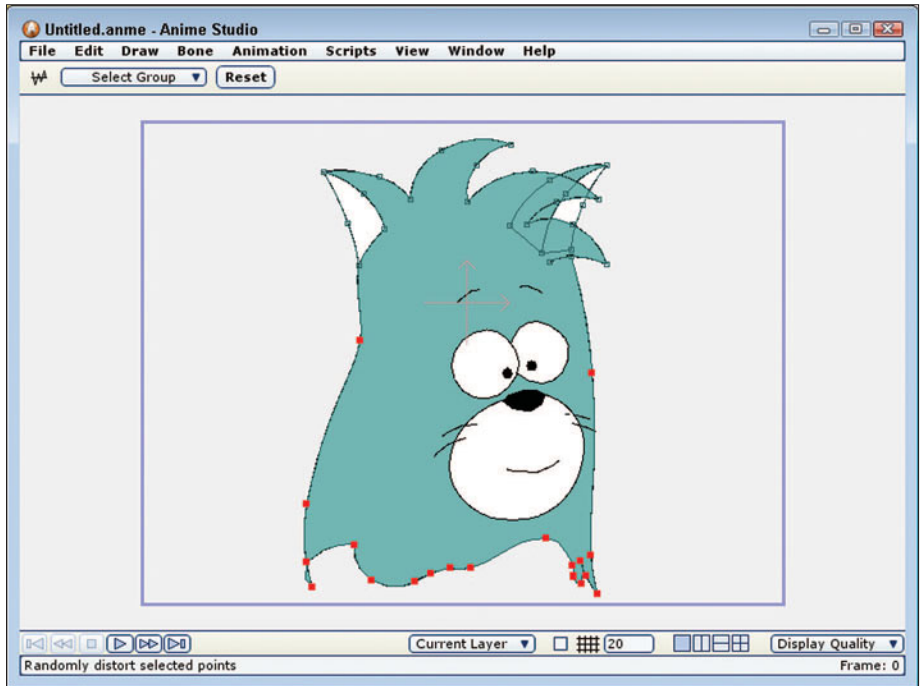 Untitled.anme - Anime Studio
File Edit Draw Bone Animation Scripts View Window Help
Select Group Reset
Current Layer 20 Display Quality
Randomly distort selected points Frame: 0